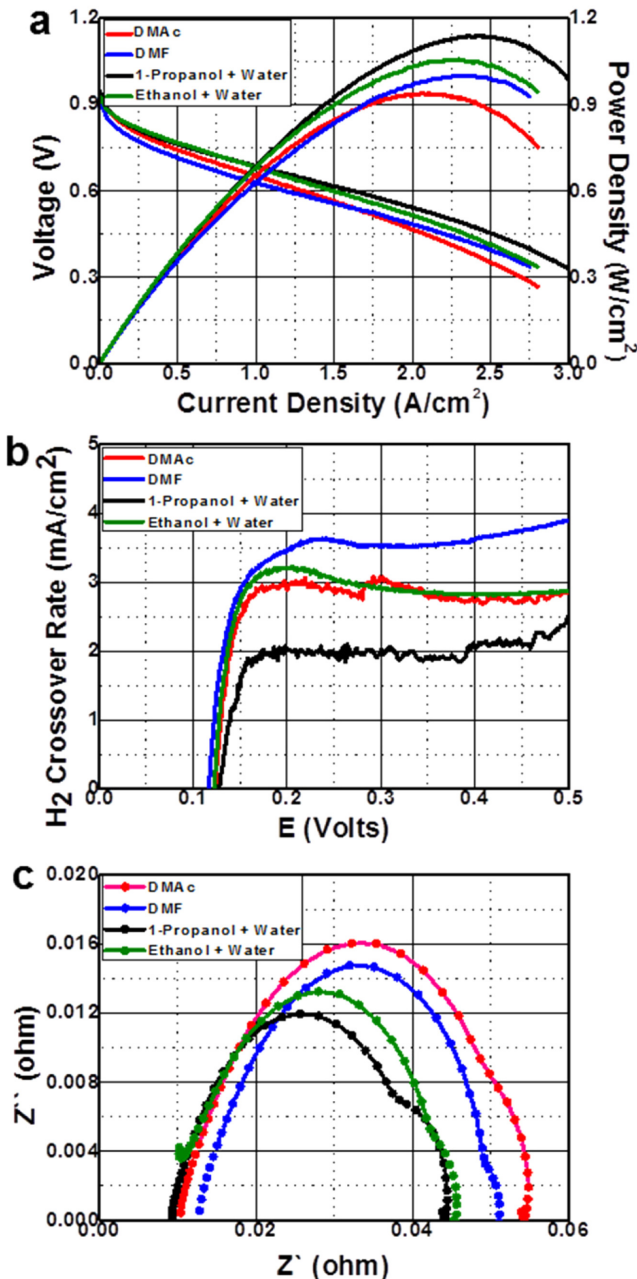 a
DMAc
DMF
1-Propanol + Water
Ethanol + Water
1.2
0.9
0.6
0.3
0.0
Voltage (V)
1.2
0.9
0.6
0.3
0.0
Power Density (W/cm2)
0.0 0.5 1.0 1.5 2.0 2.5 3.0
Current Density (A/cm2)
b
DMAc
DMF
1-Propanol + Water
Ethanol + Water
5
4
3
2
1
0
H2 Crossover Rate (mA/cm2)
0.0 0.1 0.2 0.3 0.4 0.5
E (Volts)
c
DMAc
DMF
1-Propanol + Water
Ethanol + Water
0.020
0.016
0.012
0.008
0.004
0.000
Z`` (ohm)
0.00 0.02 0.04 0.06
Z` (ohm)